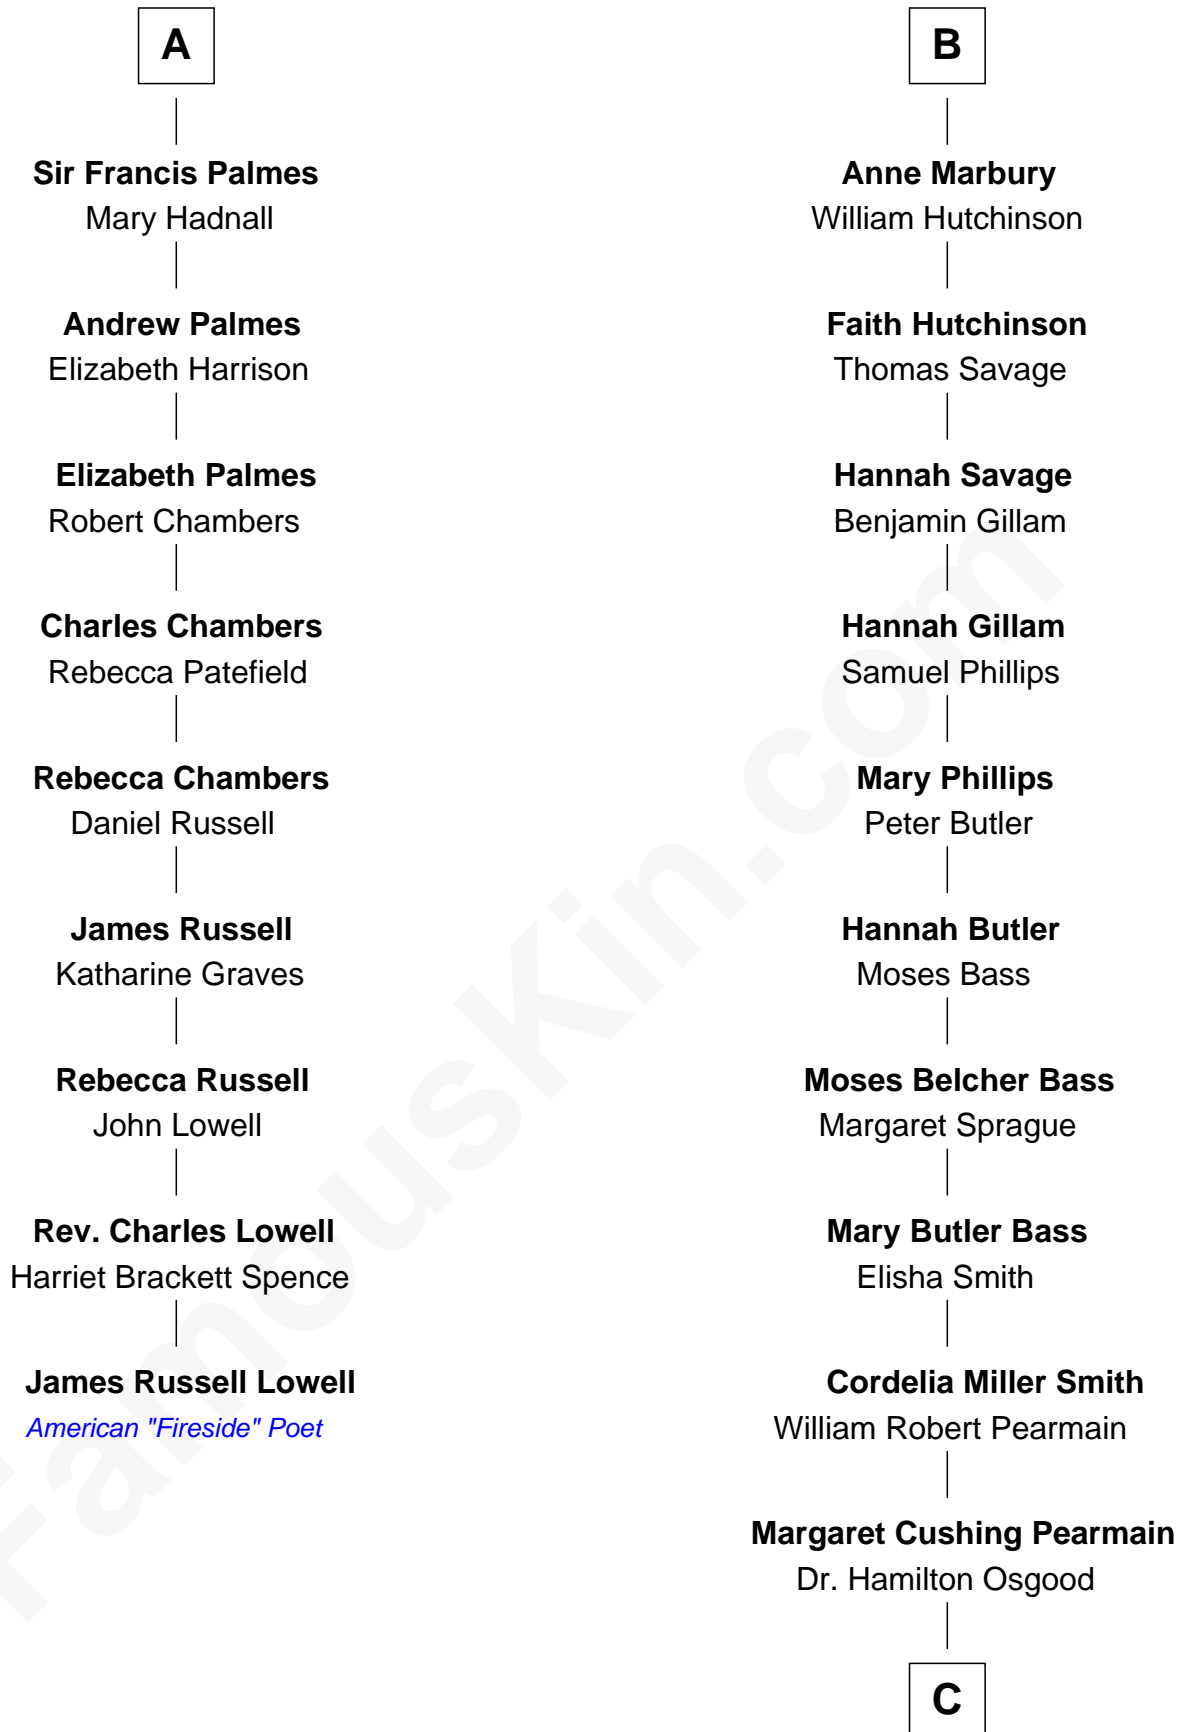 A
Sir Francis Palmes
Mary Hadnall
Andrew Palmes
Elizabeth Harrison
Elizabeth Palmes
Robert Chambers
Charles Chambers
Rebecca Patefield
Rebecca Chambers
Daniel Russell
James Russell
Katharine Graves
Rebecca Russell
John Lowell
Rev. Charles Lowell
Harriet Brackett Spence
James Russell Lowell
American "Fireside" Poet
B
Anne Marbury
William Hutchinson
Faith Hutchinson
Thomas Savage
Hannah Savage
Benjamin Gillam
Hannah Gillam
Samuel Phillips
Mary Phillips
Peter Butler
Hannah Butler
Moses Bass
Moses Belcher Bass
Margaret Sprague
Mary Butler Bass
Elisha Smith
Cordelia Miller Smith
William Robert Pearmain
Margaret Cushing Pearmain
Dr. Hamilton Osgood
C
FamousKin.com